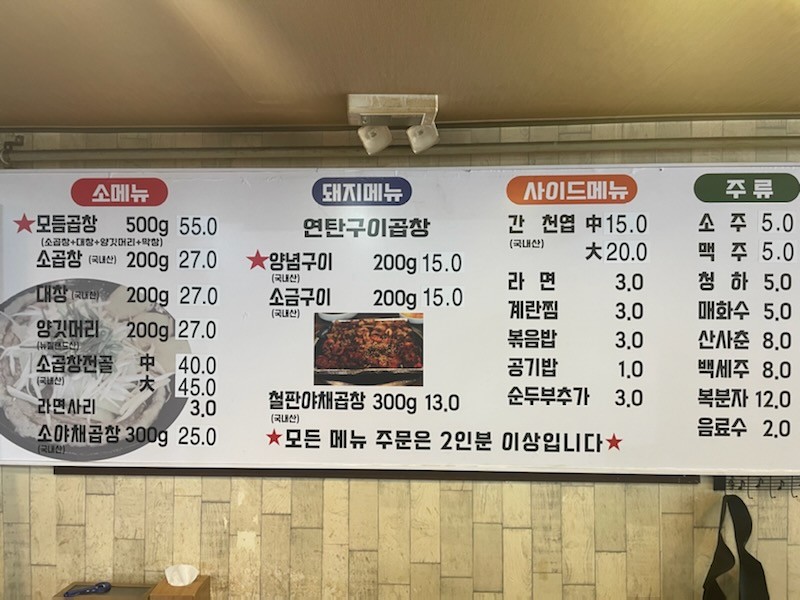 소메뉴
★모듬곱창 500g 55.0
(소곱창+대창+양깃머리+막창)
소곱창 (국내산) 200g 27.0
대창 (국내산) 200g 27.0
양깃머리 200g 27.0
(뉴질랜드산)
소곱창전골 中 40.0
(국내산) 大 45.0
라면사리 3.0
소야채곱창 300g 25.0
(국내산)
돼지메뉴
연탄구이곱창
★양념구이 200g 15.0
(국내산)
소금구이 200g 15.0
(국내산)
철판야채곱창 300g 13.0
(국내산)
★모든 메뉴 주문은 2인분 이상입니다★
사이드메뉴
간 천엽 中 15.0
(국내산) 大 20.0
라 면 3.0
계란찜 3.0
볶음밥 3.0
공기밥 1.0
순두부추가 3.0
주 류
소 주 5.0
맥 주 5.0
청 하 5.0
매화수 5.0
산사춘 8.0
백세주 8.0
복분자 12.0
음료수 2.0